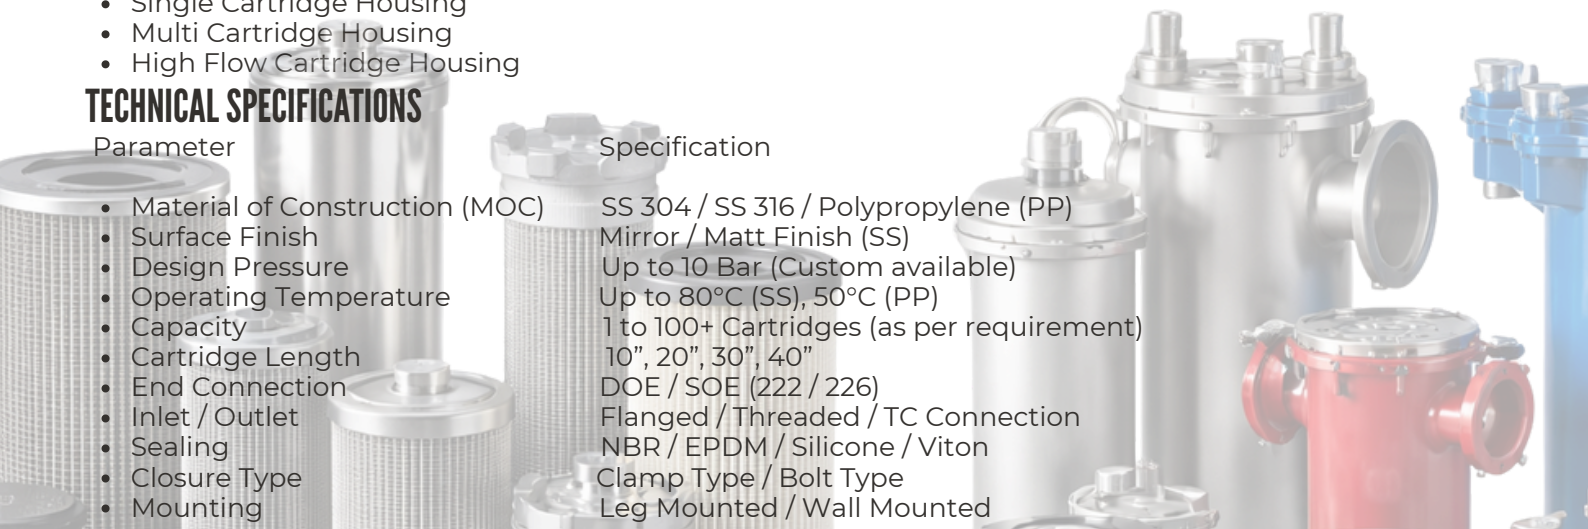 Single Cartridge Housing
Multi Cartridge Housing
High Flow Cartridge Housing
TECHNICAL SPECIFICATIONS
Parameter Specification
Material of Construction (MOC) SS 304 / SS 316 / Polypropylene (PP)
Surface Finish Mirror / Matt Finish (SS)
Design Pressure Up to 10 Bar (Custom available)
Operating Temperature Up to 80°C (SS), 50°C (PP)
Capacity 1 to 100+ Cartridges (as per requirement)
Cartridge Length 10”, 20”, 30”, 40”
End Connection DOE / SOE (222 / 226)
Inlet / Outlet Flanged / Threaded / TC Connection
Sealing NBR / EPDM / Silicone / Viton
Closure Type Clamp Type / Bolt Type
Mounting Leg Mounted / Wall Mounted